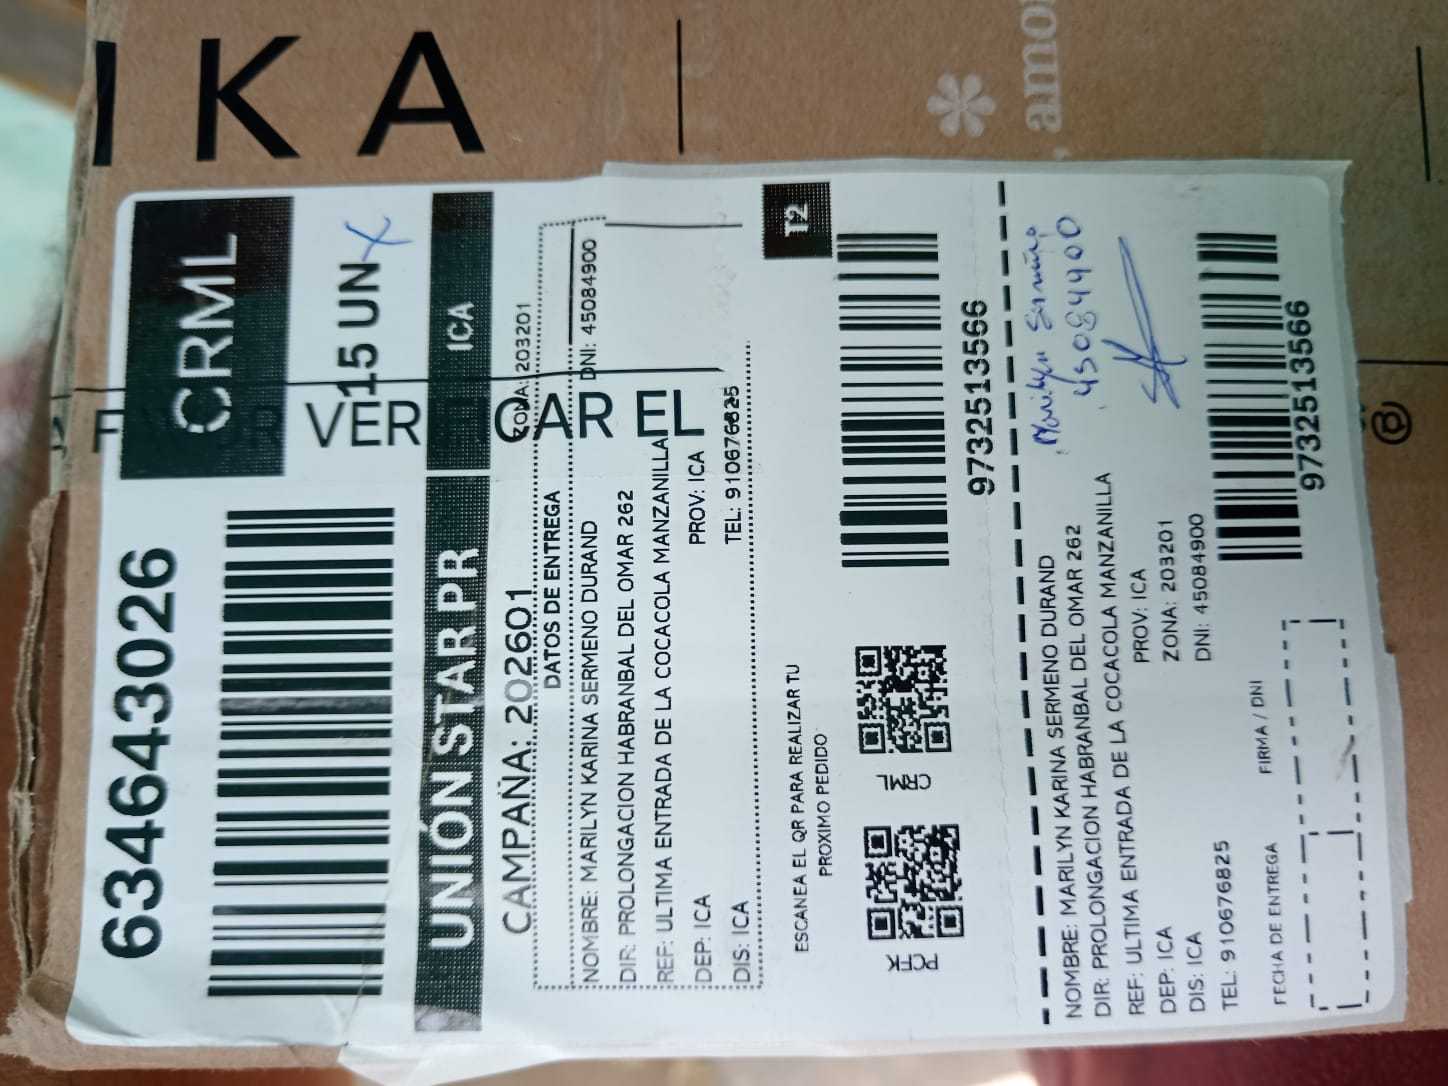 IKA
amo
CRML
15 UN X
VER CAR EL
6346643026
UNIÓN STAR PR ICA
CAMPAÑA: 202601 ZONA: 203201
DATOS DE ENTREGA
NOMBRE: MARILYN KARINA SERMENO DURAND DNI: 45084900
DIR: PROLONGACION HABRANBAL DEL OMAR 262
REF: ULTIMA ENTRADA DE LA COCACOLA MANZANILLA
DEP: ICA PROV: ICA
DIS: ICA TEL: 910676825
T2
ESCANEA EL QR PARA REALIZAR TU
PROXIMO PEDIDO
PCFK CRML
9732513566
NOMBRE: MARILYN KARINA SERMENO DURAND
DIR: PROLONGACION HABRANBAL DEL OMAR 262
REF: ULTIMA ENTRADA DE LA COCACOLA MANZANILLA
DEP: ICA PROV: ICA
DIS: ICA ZONA: 203201
TEL: 910676825 DNI: 45084900
Marilyn Sermeño
45084400
FECHA DE ENTREGA FIRMA / DNI
9732513566